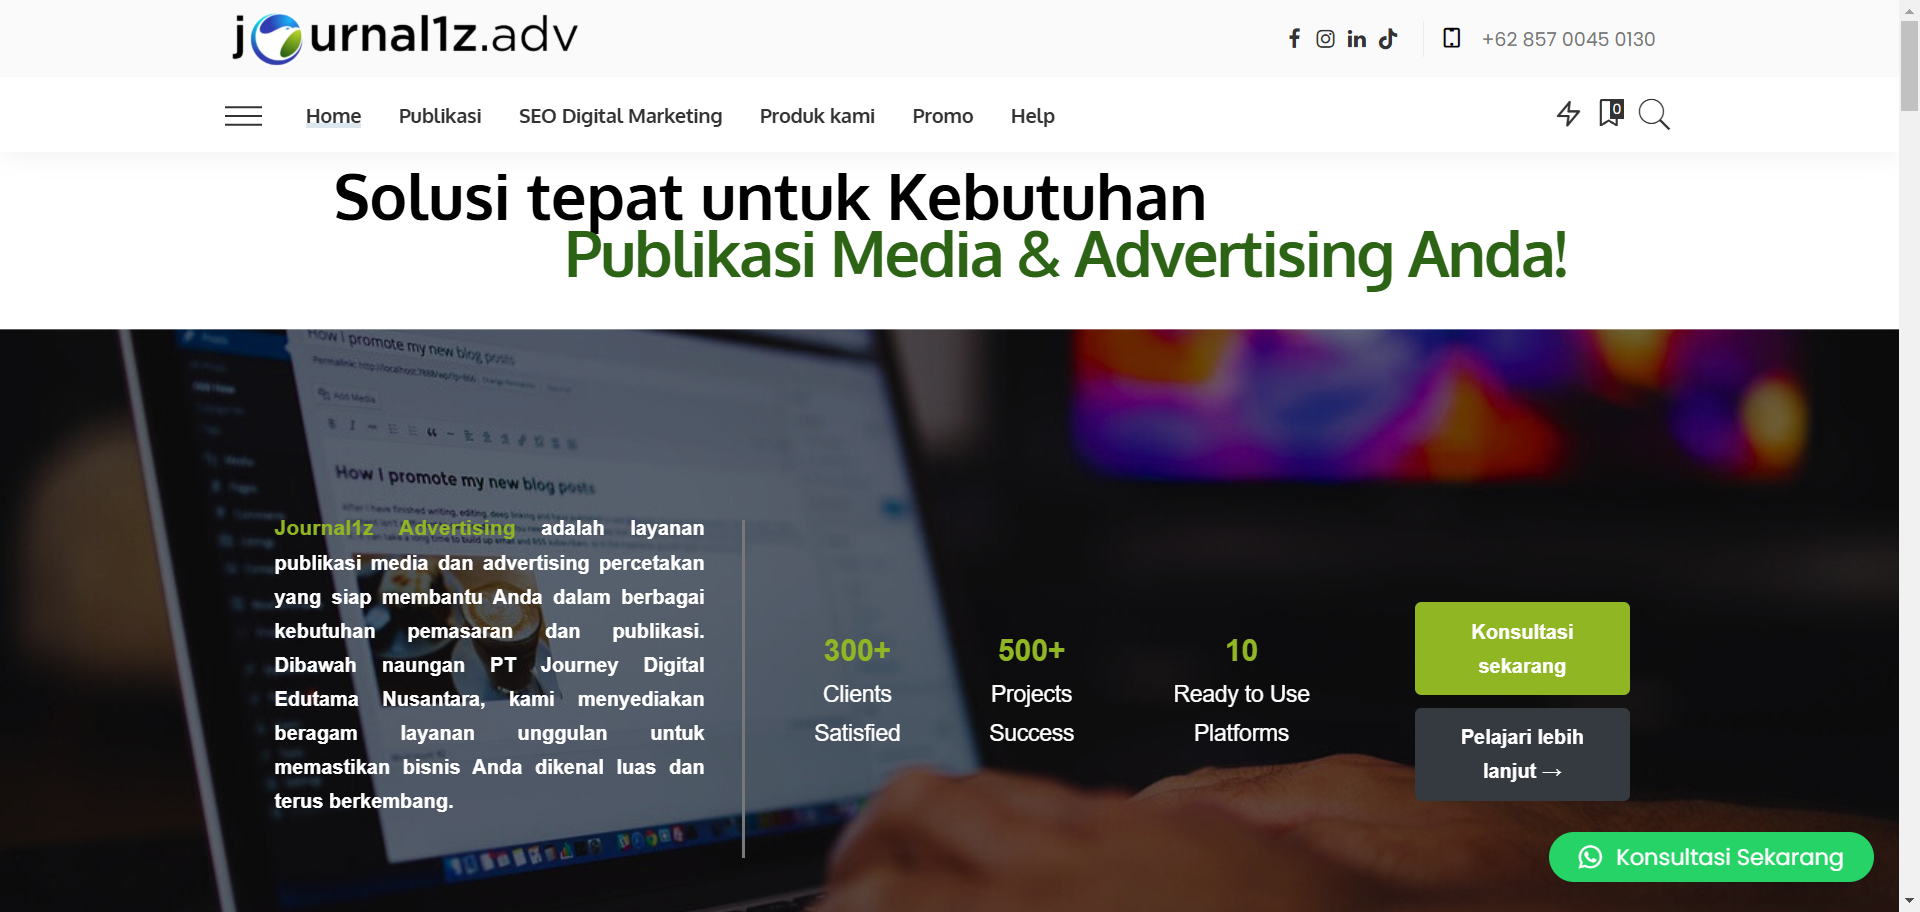 journal1z.adv
+62 857 0045 0130
Home Publikasi SEO Digital Marketing Produk kami Promo Help
0
Solusi tepat untuk Kebutuhan
Publikasi Media & Advertising Anda!
How I promote my new blog posts
Add Media
How I promote my new blog posts
Journal1z Advertising adalah layanan
publikasi media dan advertising percetakan
yang siap membantu Anda dalam berbagai
kebutuhan pemasaran dan publikasi.
Dibawah naungan PT Journey Digital
Edutama Nusantara, kami menyediakan
beragam layanan unggulan untuk
memastikan bisnis Anda dikenal luas dan
terus berkembang.
300+
Clients
Satisfied
500+
Projects
Success
10
Ready to Use
Platforms
Konsultasi
sekarang
Pelajari lebih
lanjut →
Konsultasi Sekarang